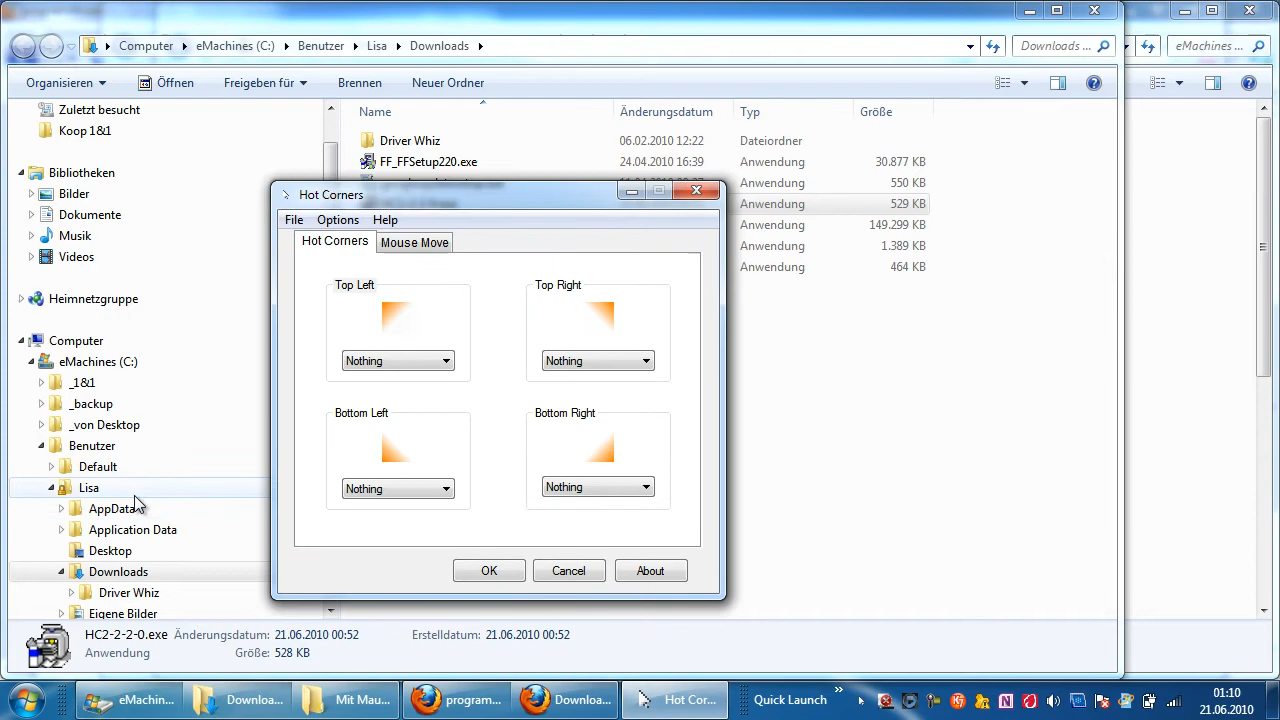 Computer eMachines (C:) Benutzer Lisa Downloads
Downloads ...
eMachines ...
Organisieren Öffnen Freigeben für Brennen Neuer Ordner
Zuletzt besucht
Koop 1&1
Bibliotheken
Bilder
Dokumente
Musik
Videos
Heimnetzgruppe
Computer
eMachines (C:)
_1&1
_backup
_von Desktop
Benutzer
Default
Lisa
AppData
Application Data
Desktop
Downloads
Driver Whiz
Eigene Bilder
Name Änderungsdatum Typ Größe
Driver Whiz 06.02.2010 12:22 Dateiordner
FF_FFSetup220.exe 24.04.2010 16:39 Anwendung 30.877 KB
Anwendung 550 KB
Anwendung 529 KB
Anwendung 149.299 KB
Anwendung 1.389 KB
Anwendung 464 KB
Hot Corners
File Options Help
Hot Corners Mouse Move
Top Left Top Right
Nothing Nothing
Bottom Left Bottom Right
Nothing Nothing
OK Cancel About
HC2-2-2-0.exe Änderungsdatum: 21.06.2010 00:52 Erstelldatum: 21.06.2010 00:52
Anwendung Größe: 528 KB
eMachin... Downloa... Mit Mau... program... Downloa... Hot Cor... Quick Launch »
01:10
21.06.2010